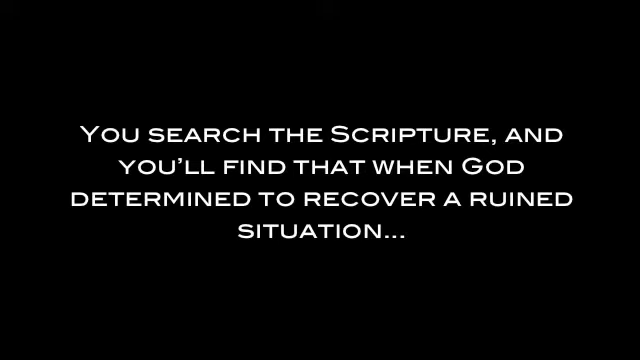 You search the Scripture, and
you’ll find that when God
determined to recover a ruined
situation...